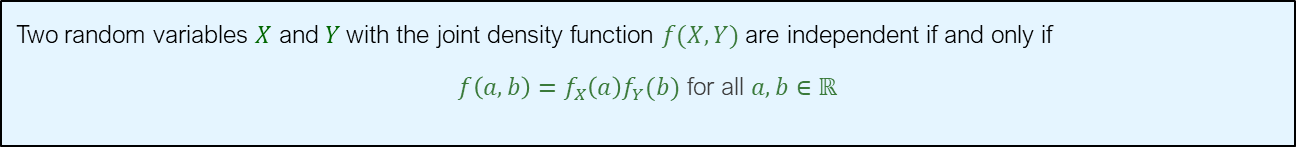 Two random variables X and Y with the joint density function f(X,Y) are independent if and only if
f(a,b) = f_X(a)f_Y(b) for all a,b ∈ ℝ